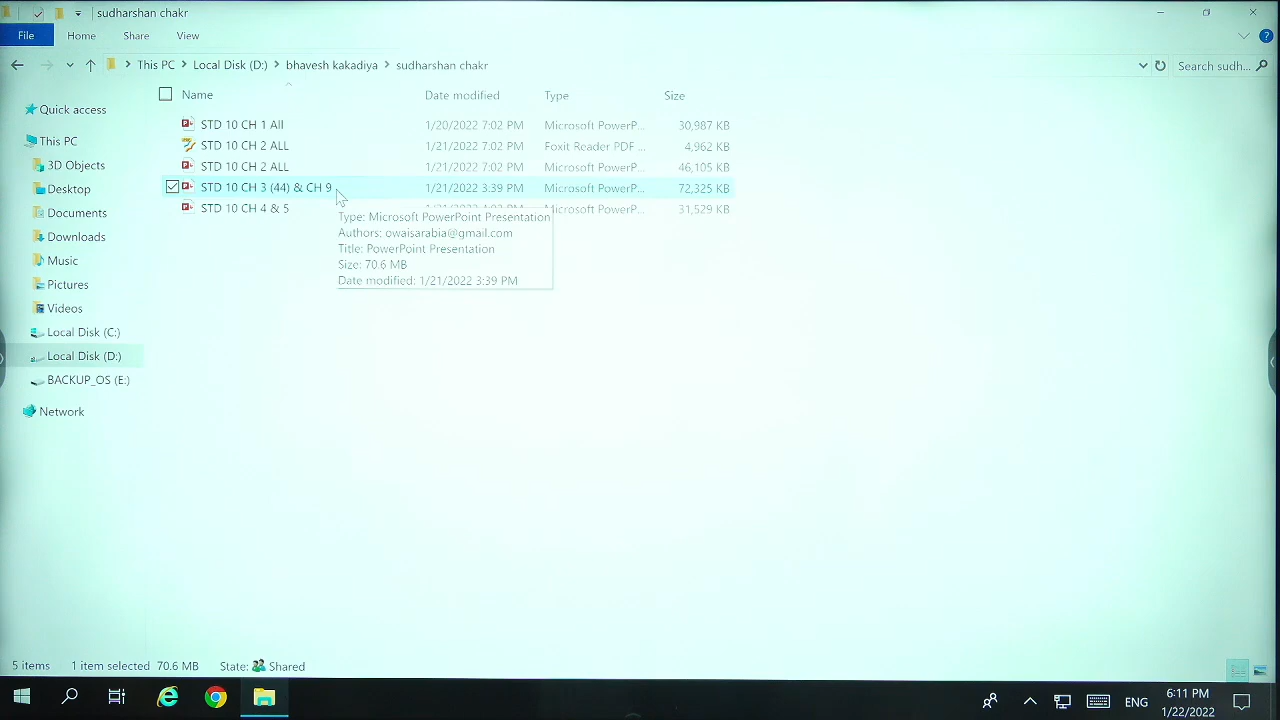 sudharshan chakr
File Home Share View
This PC Local Disk (D:) bhavesh kakadiya sudharshan chakr Search sudh...
Name Date modified Type Size
Quick access
This PC
3D Objects
Desktop
Documents
Downloads
Music
Pictures
Videos
Local Disk (C:)
Local Disk (D:)
BACKUP_OS (E:)
Network
STD 10 CH 1 All 1/20/2022 7:02 PM Microsoft PowerP... 30,987 KB
STD 10 CH 2 ALL 1/21/2022 7:02 PM Foxit Reader PDF ... 4,962 KB
STD 10 CH 2 ALL 1/21/2022 7:02 PM Microsoft PowerP... 46,105 KB
STD 10 CH 3 (44) & CH 9 1/21/2022 3:39 PM Microsoft PowerP... 72,325 KB
STD 10 CH 4 & 5 Microsoft PowerP... 31,529 KB
Type: Microsoft PowerPoint Presentation
Authors: owaisarabia@gmail.com
Title: PowerPoint Presentation
Size: 70.6 MB
Date modified: 1/21/2022 3:39 PM
5 items 1 item selected 70.6 MB State: Shared
ENG
6:11 PM
1/22/2022